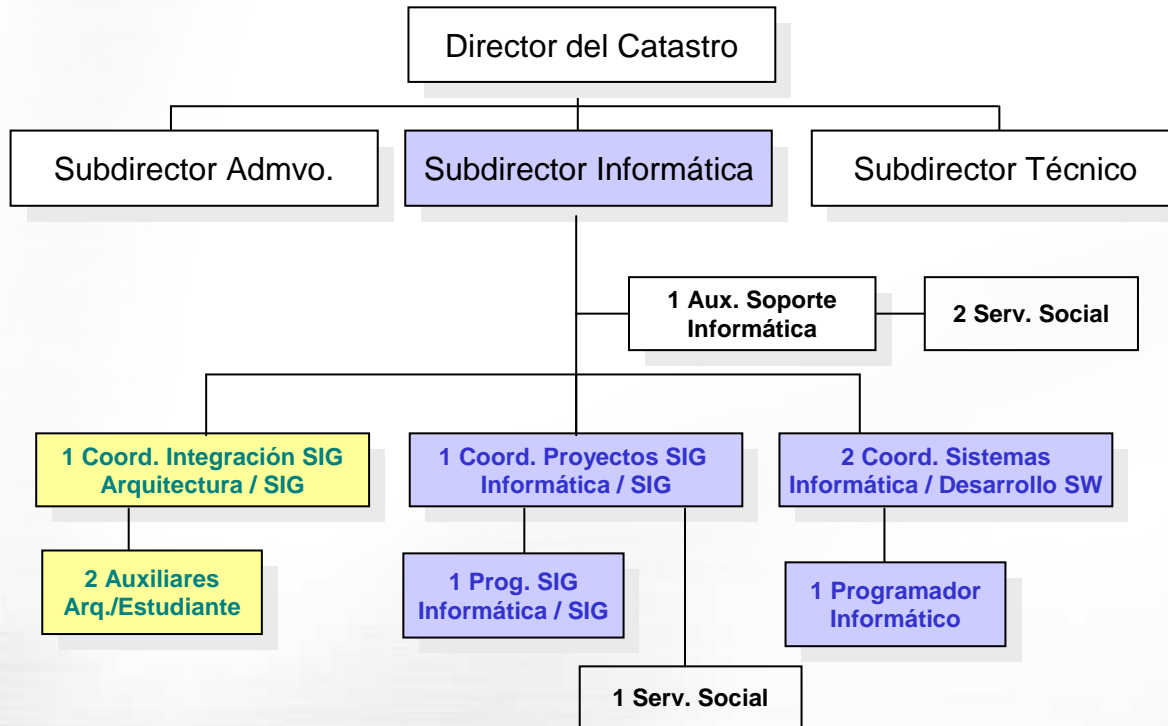 Director del Catastro
Subdirector Admvo.
Subdirector Informática
Subdirector Técnico
1 Aux. Soporte
Informática
2 Serv. Social
1 Coord. Integración SIG
Arquitectura / SIG
1 Coord. Proyectos SIG
Informática / SIG
2 Coord. Sistemas
Informática / Desarrollo SW
2 Auxiliares
Arq./Estudiante
1 Prog. SIG
Informática / SIG
1 Programador
Informático
1 Serv. Social